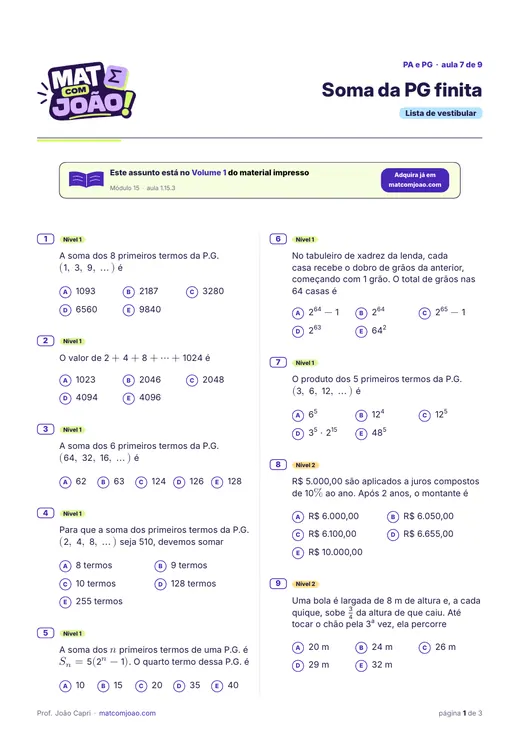 MAT
COM
JOÃO!
Σ
PA e PG · aula 7 de 9
Soma da PG finita
Lista de vestibular
Este assunto está no Volume 1 do material impresso
Módulo 15 · aula 1.15.3
Adquira já em
matcomjoao.com
1 Nível 1
A soma dos 8 primeiros termos da P.G.
(1, 3, 9, ...) é
A 1093 B 2187 C 3280
D 6560 E 9840
2 Nível 1
O valor de 2 + 4 + 8 + ··· + 1024 é
A 1023 B 2046 C 2048
D 4094 E 4096
3 Nível 1
A soma dos 6 primeiros termos da P.G.
(64, 32, 16, ...) é
A 62 B 63 C 124 D 126 E 128
4 Nível 1
Para que a soma dos primeiros termos da P.G.
(2, 4, 8, ...) seja 510, devemos somar
A 8 termos B 9 termos
C 10 termos D 128 termos
E 255 termos
5 Nível 1
A soma dos n primeiros termos de uma P.G. é
Sₙ = 5(2ⁿ − 1). O quarto termo dessa P.G. é
A 10 B 15 C 20 D 35 E 40
6 Nível 1
No tabuleiro de xadrez da lenda, cada
casa recebe o dobro de grãos da anterior,
começando com 1 grão. O total de grãos nas
64 casas é
A 2⁶⁴ − 1 B 2⁶⁴ C 2⁶⁵ − 1
D 2⁶³ E 64²
7 Nível 1
O produto dos 5 primeiros termos da P.G.
(3, 6, 12, ...) é
A 6⁵ B 12⁴ C 12⁵
D 3⁵ · 2¹⁵ E 48⁵
8 Nível 2
R$ 5.000,00 são aplicados a juros compostos
de 10% ao ano. Após 2 anos, o montante é
A R$ 6.000,00 B R$ 6.050,00
C R$ 6.100,00 D R$ 6.655,00
E R$ 10.000,00
9 Nível 2
Uma bola é largada de 8 m de altura e, a cada
quique, sobe 3/4 da altura de que caiu. Até
tocar o chão pela 3ª vez, ela percorre
A 20 m B 24 m C 26 m
D 29 m E 32 m
Prof. João Capri · matcomjoao.com
página 1 de 3